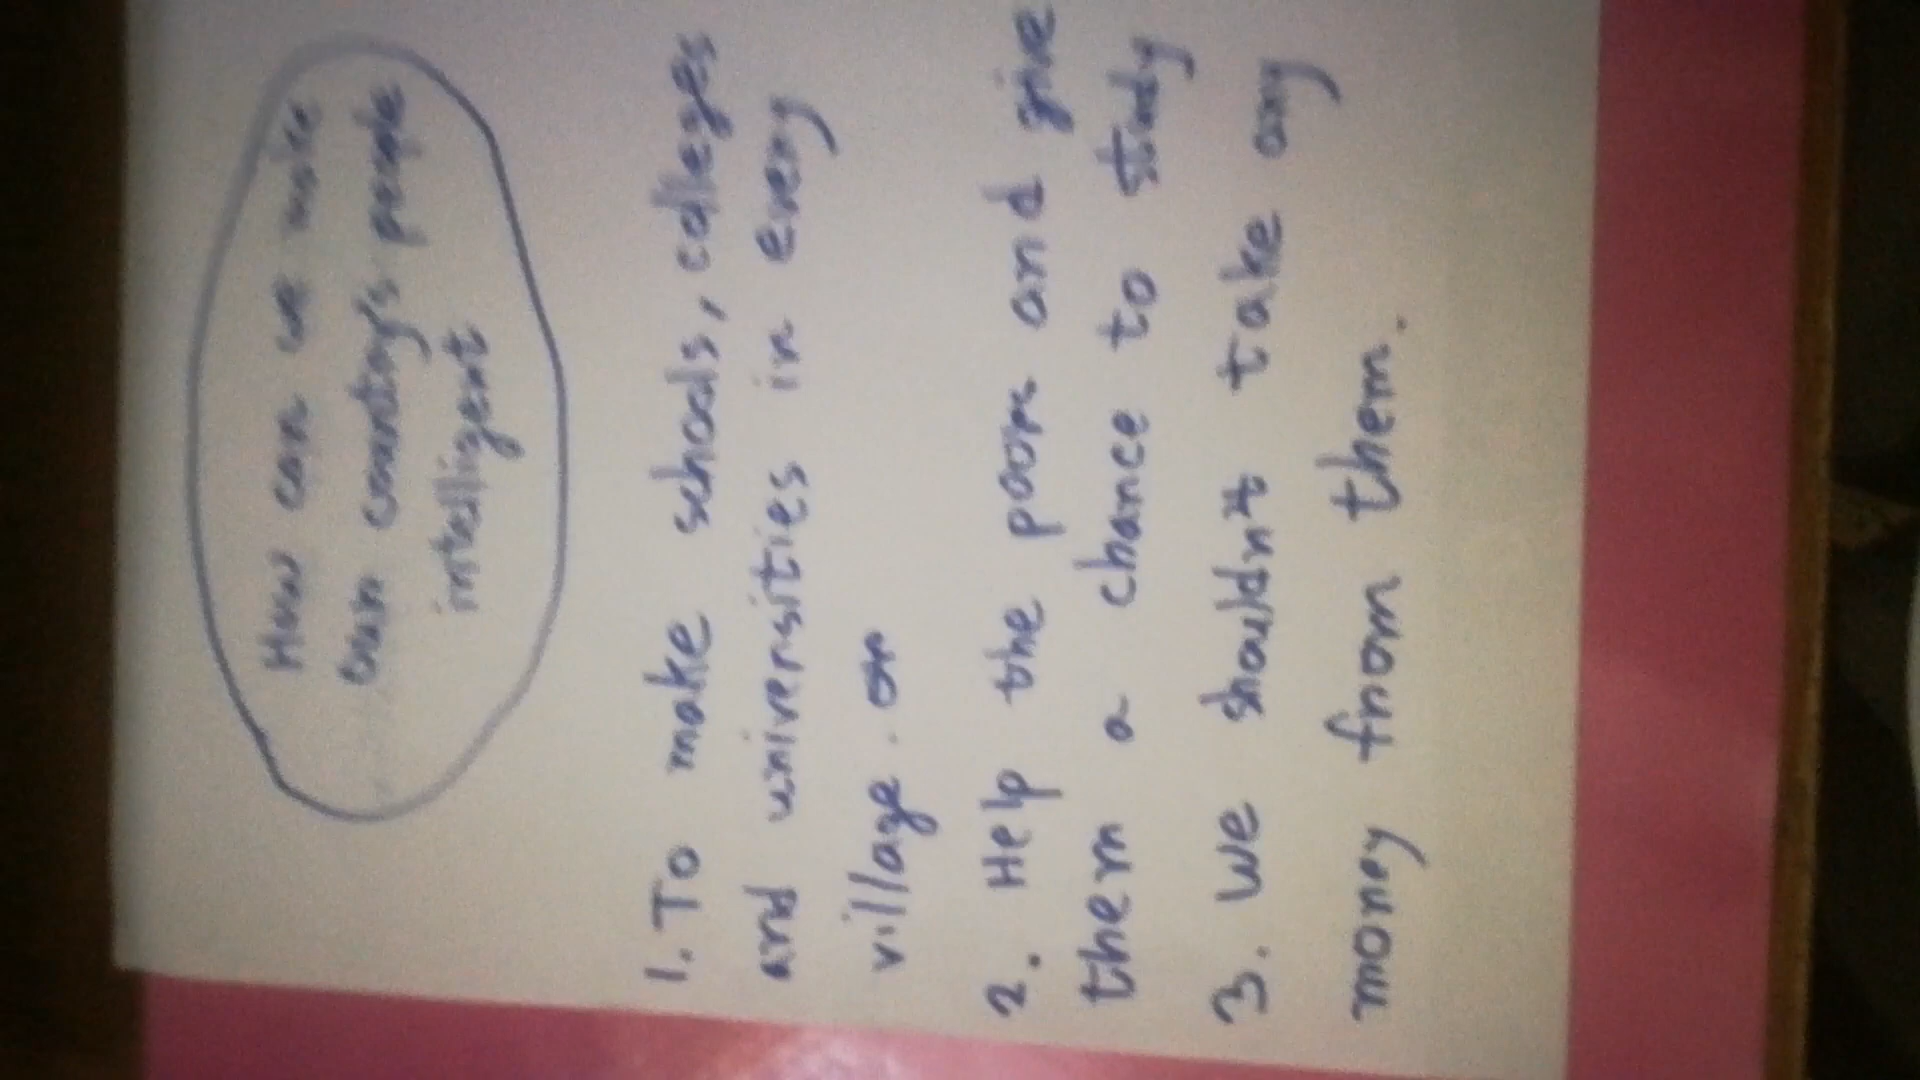 How can we make
our country's people
intelligent
1. To make schools, colleges
and universities in every
village. or
2. Help the poor and give
them a chance to study
3. We shouldn't take any
money from them.